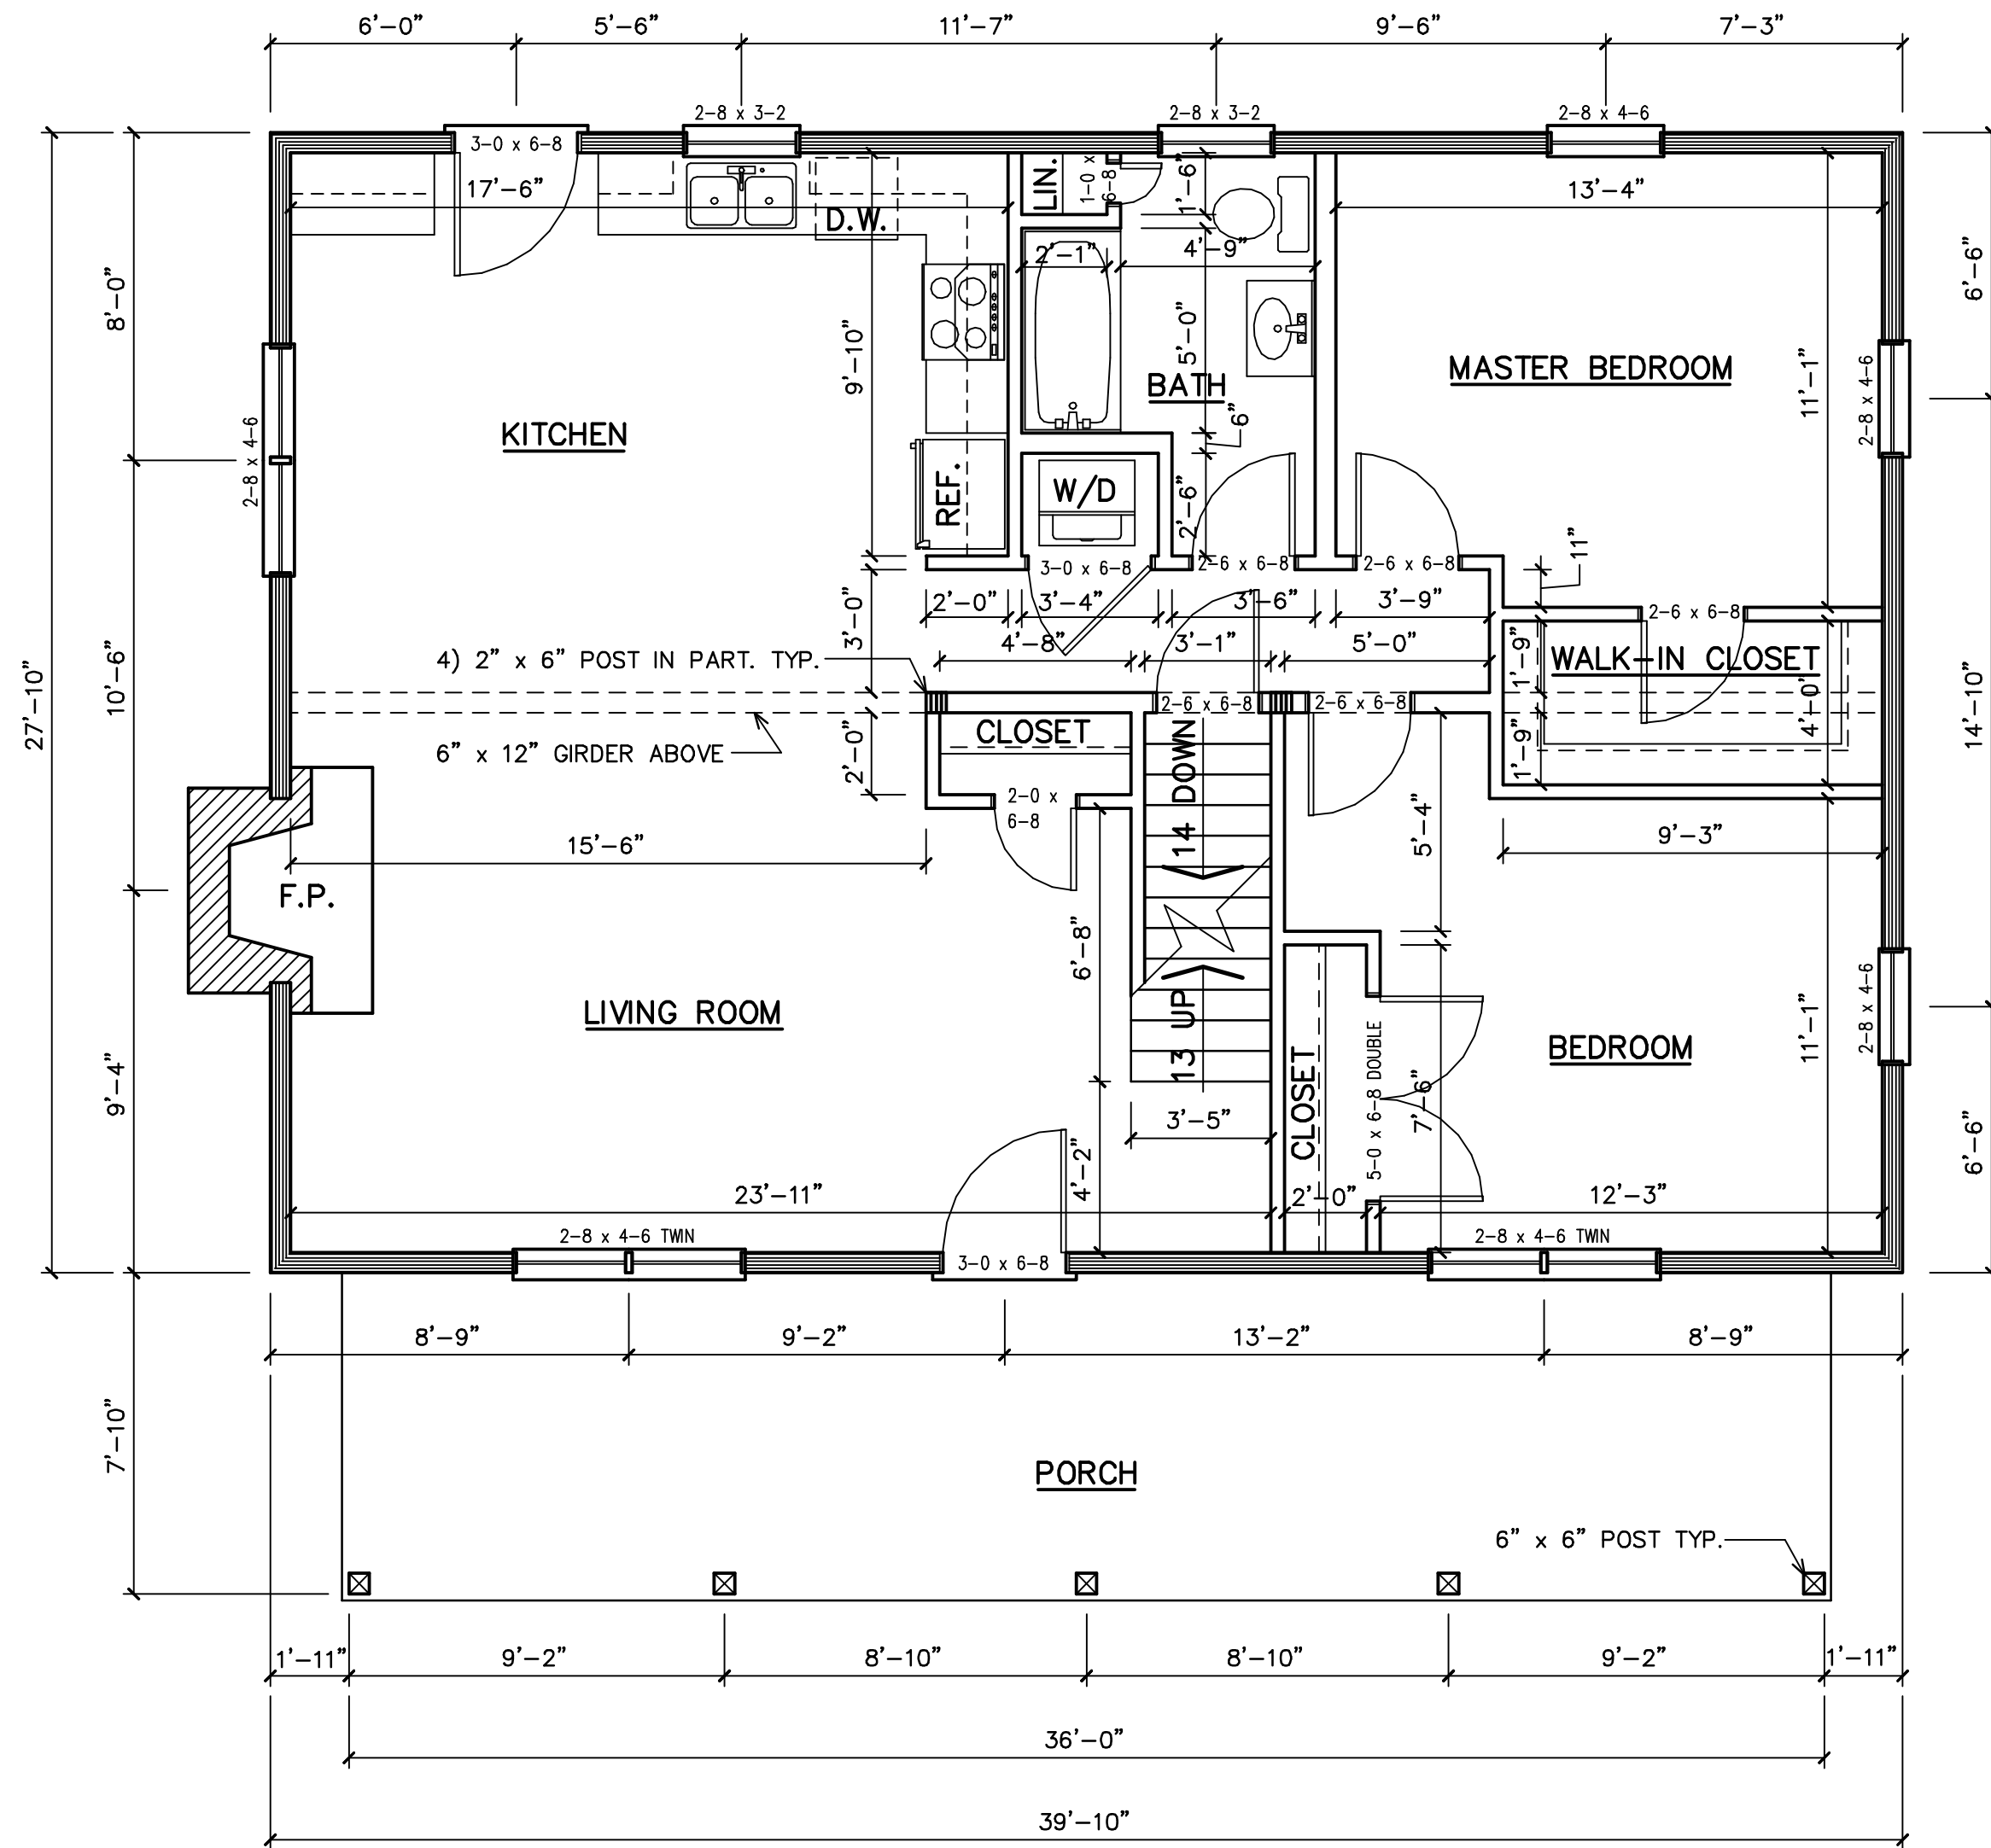 6'-0" 5'-6" 11'-7" 9'-6" 7'-3"
2-8 x 3-2 2-8 x 3-2 2-8 x 4-6
3-0 x 6-8
17'-6"
D.W.
LIN.
1-0 x
6-8
1'-6"
13'-4"
2'-1" 4'-9"
6'-6"
8'-0"
9'-10"
5'-0"
BATH
6"
MASTER BEDROOM
11'-1"
2-8 x 4-6
KITCHEN
2-8 x 4-6
REF.
W/D
2'-6"
11"
3-0 x 6-8 2-6 x 6-8 2-6 x 6-8
2'-0" 3'-4" 3'-6" 3'-9"
2-6 x 6-8
3'-0"
4'-8" 3'-1" 5'-0"
4) 2" x 6" POST IN PART. TYP.
1'-9"
WALK-IN CLOSET
4'-0"
27'-10"
10'-6"
14'-10"
2-6 x 6-8 2-6 x 6-8
CLOSET
6" x 12" GIRDER ABOVE
2'-0"
1'-9"
14 DOWN
2-0 x
6-8
15'-6"
5'-4"
9'-3"
F.P.
6'-8"
LIVING ROOM
13 UP
BEDROOM
2-8 x 4-6
11'-1"
9'-4"
CLOSET
5-0 x 6-8 DOUBLE
7'-6"
3'-5"
4'-2"
6'-6"
23'-11" 2'-0" 12'-3"
2-8 x 4-6 TWIN 3-0 x 6-8 2-8 x 4-6 TWIN
8'-9" 9'-2" 13'-2" 8'-9"
7'-10"
PORCH
6" x 6" POST TYP.
1'-11" 9'-2" 8'-10" 8'-10" 9'-2" 1'-11"
36'-0"
39'-10"